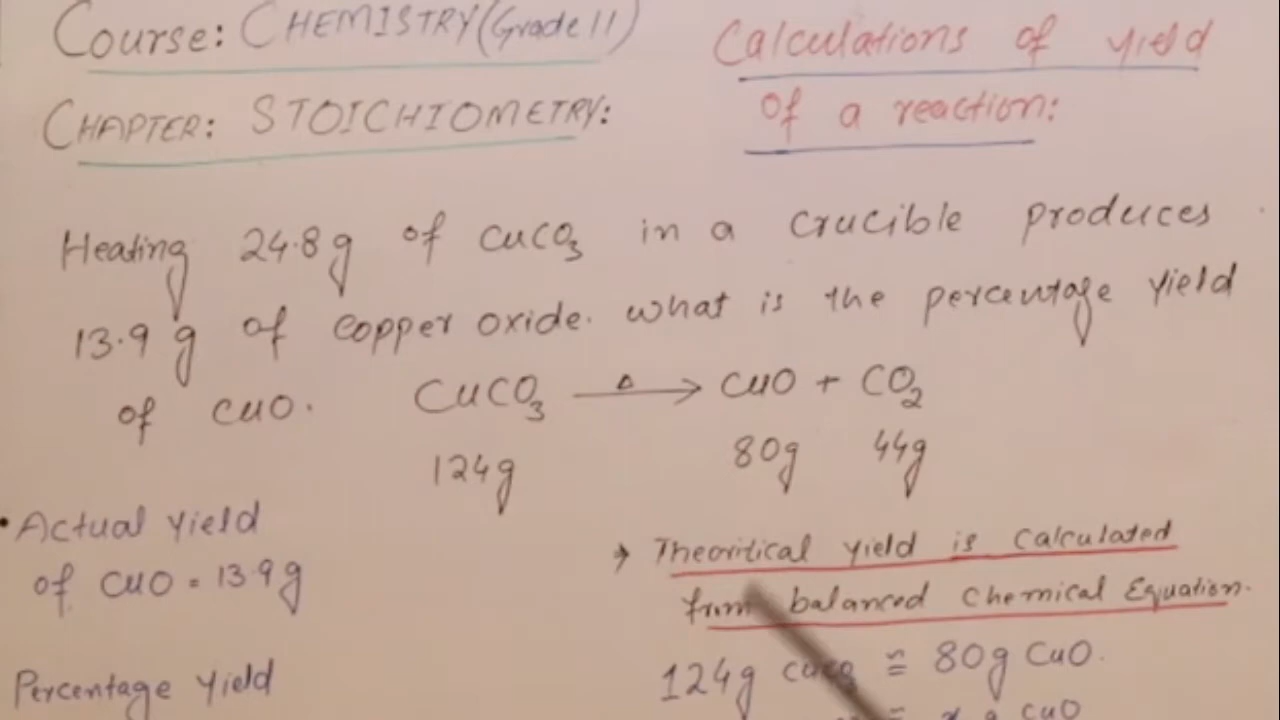 COURSE: CHEMISTRY (Grade 11)
CHAPTER: STOICHIOMETRY:
Calculations of yield
of a reaction:
Heating 24.8g of CuCO3 in a crucible produces
13.9 g of copper oxide. what is the percentage yield
of CuO.
CuCO3 —Δ→ CuO + CO2
124g 80g 44g
• Actual yield
of CuO = 13.9g
Percentage yield
→ Theoritical yield is calculated
from balanced chemical Equation.
124g ≅ 80g CuO.
≅ x g CuO